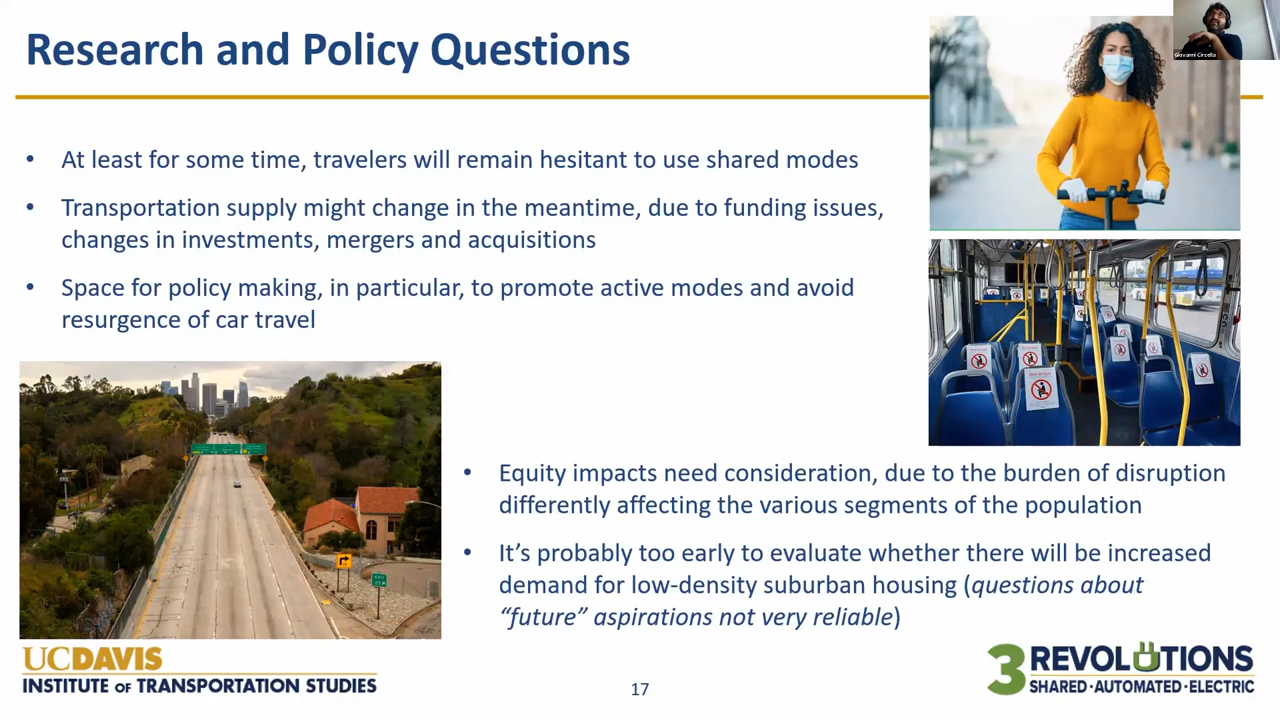 Research and Policy Questions
Giovanni Circella
• At least for some time, travelers will remain hesitant to use shared modes
• Transportation supply might change in the meantime, due to funding issues,
changes in investments, mergers and acquisitions
• Space for policy making, in particular, to promote active modes and avoid
resurgence of car travel
• Equity impacts need consideration, due to the burden of disruption
differently affecting the various segments of the population
• It’s probably too early to evaluate whether there will be increased
demand for low-density suburban housing (questions about
“future” aspirations not very reliable)
UCDAVIS
INSTITUTE OF TRANSPORTATION STUDIES
17
3 REVOLUTIONS
SHARED·AUTOMATED·ELECTRIC